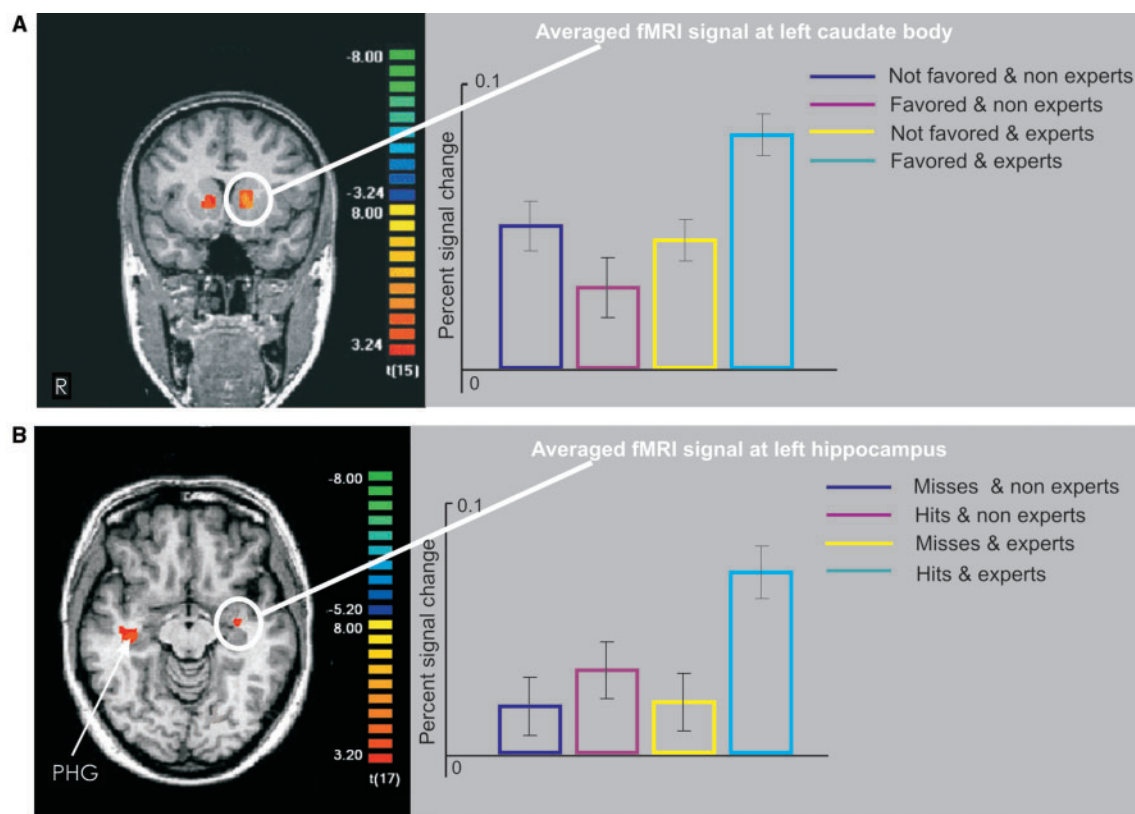 A
Averaged fMRI signal at left caudate body
-8.00
-3.24
8.00
3.24
t(15)
R
Percent signal change
0.1
0
Not favored & non experts
Favored & non experts
Not favored & experts
Favored & experts
B
Averaged fMRI signal at left hippocampus
-8.00
-5.20
8.00
3.20
t(17)
PHG
Percent signal change
0.1
0
Misses & non experts
Hits & non experts
Misses & experts
Hits & experts